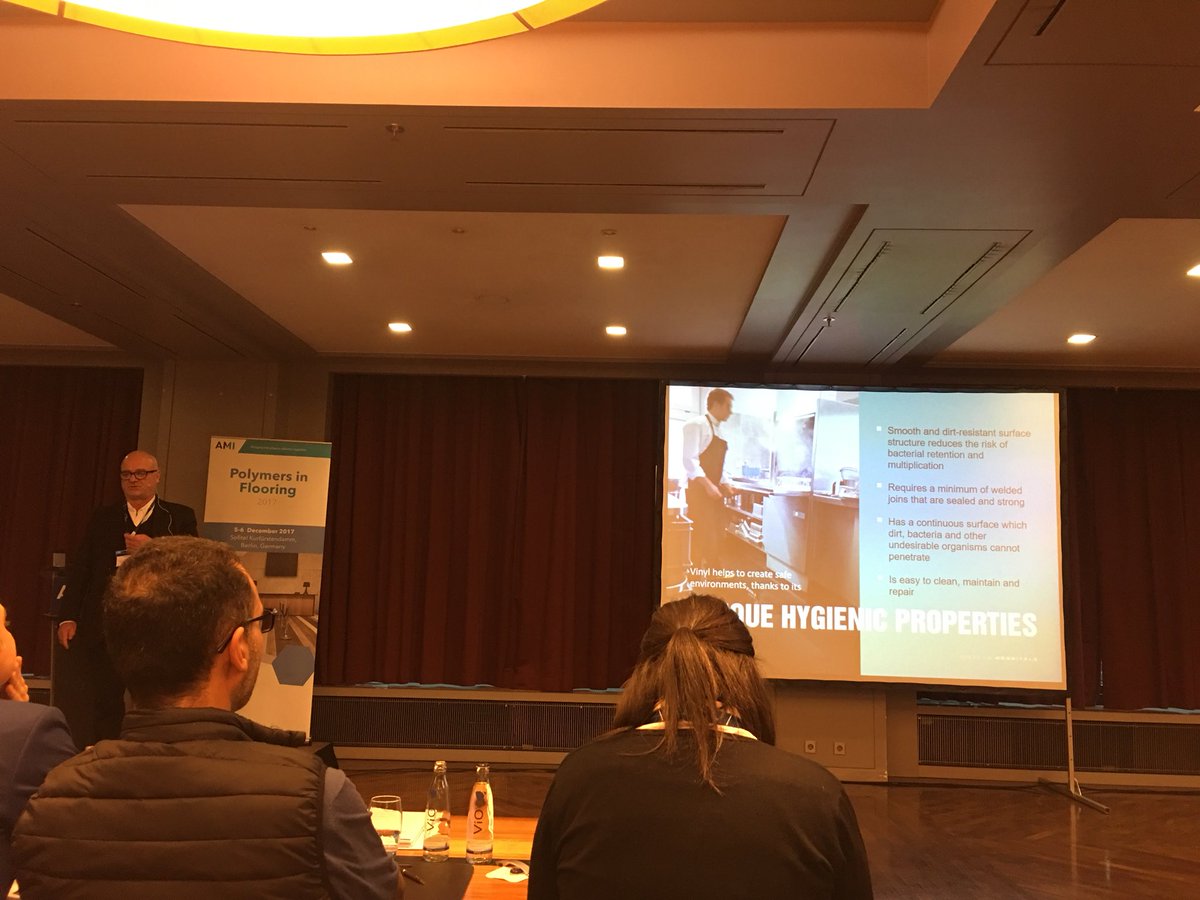 AMI
Polymers in
Flooring
2017
5-6 December 2017
Sofitel Kurfürstendamm,
Berlin, Germany
Smooth and dirt-resistant surface
structure reduces the risk of
bacterial retention and
multiplication
Requires a minimum of welded
joins that are sealed and strong
Has a continuous surface which
dirt, bacteria and other
undesirable organisms cannot
penetrate
Is easy to clean, maintain and
repair
Vinyl helps to create safe
environments, thanks to its
QUE HYGIENIC PROPERTIES
ViO
ViO